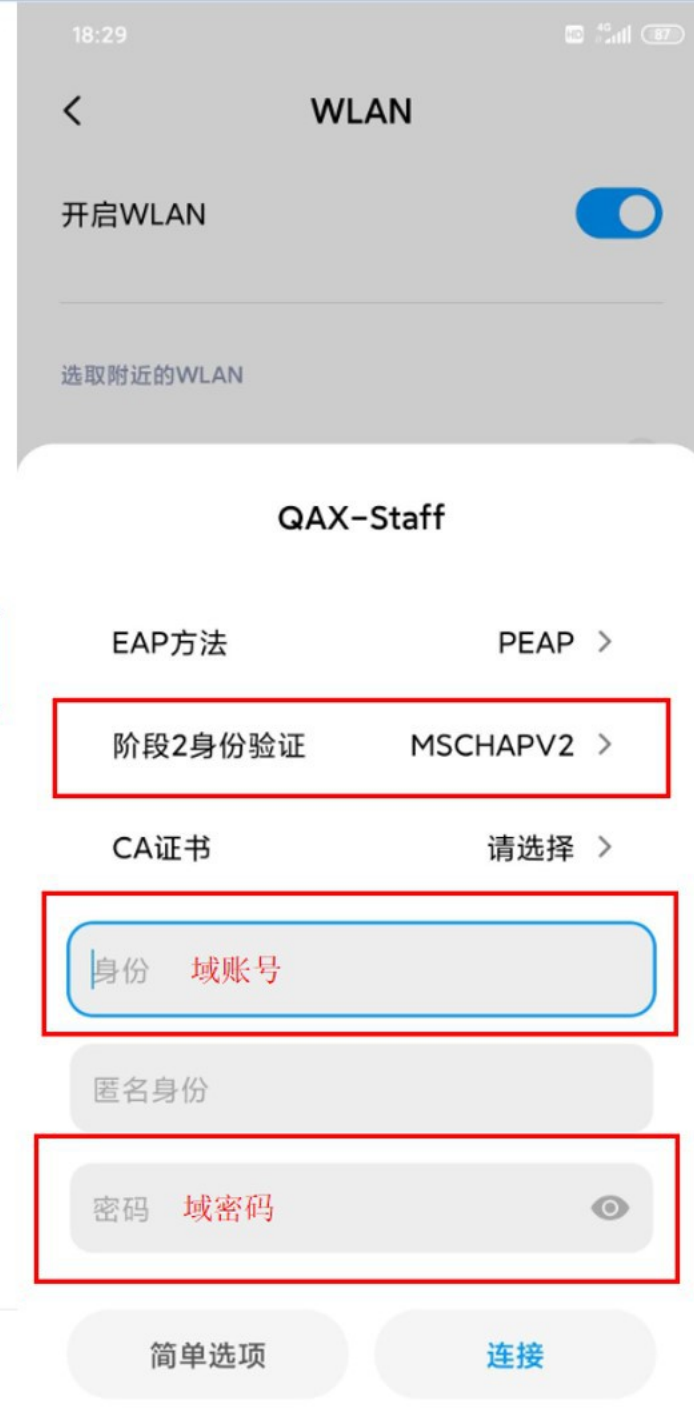 18:29 HD 4G 87
WLAN
开启WLAN
选取附近的WLAN
QAX-Staff
EAP方法 PEAP
阶段2身份验证 MSCHAPV2
CA证书 请选择
身份 域账号
匿名身份
密码 域密码
简单选项 连接